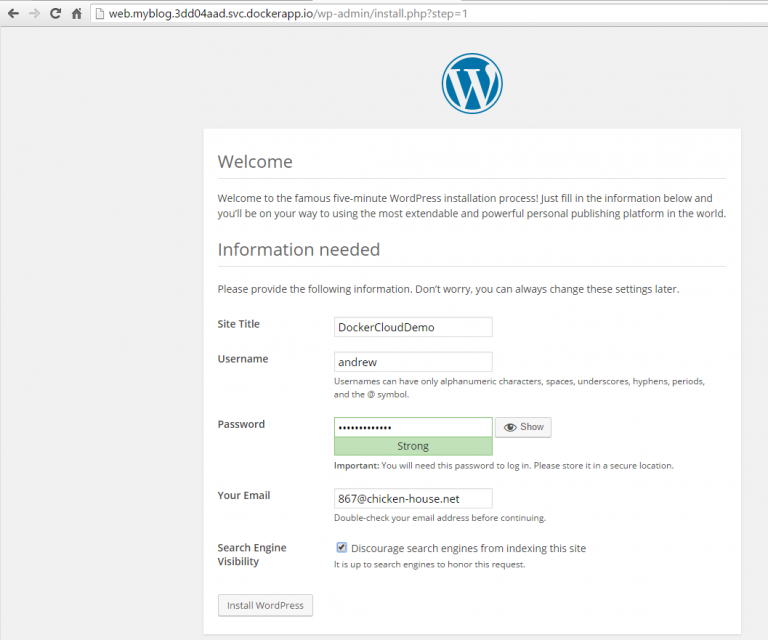 web.myblog.3dd04aad.svc.dockerapp.io/wp-admin/install.php?step=1
Welcome
Welcome to the famous five-minute WordPress installation process! Just fill in the information below and
you'll be on your way to using the most extendable and powerful personal publishing platform in the world.
Information needed
Please provide the following information. Don't worry, you can always change these settings later.
Site Title
DockerCloudDemo
Username
andrew
Usernames can have only alphanumeric characters, spaces, underscores, hyphens, periods,
and the @ symbol.
Password
•••••••••••••
Show
Strong
Important: You will need this password to log in. Please store it in a secure location.
Your Email
867@chicken-house.net
Double-check your email address before continuing.
Search Engine
Visibility
Discourage search engines from indexing this site
It is up to search engines to honor this request.
Install WordPress